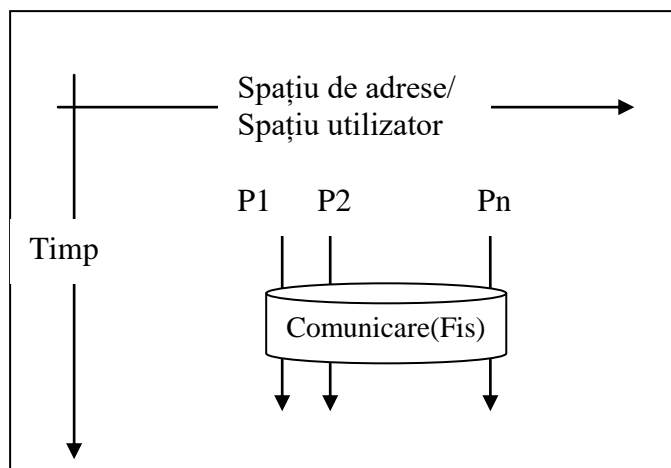 Spațiu de adrese/
Spațiu utilizator
P1 P2 Pn
Timp
Comunicare(Fis)